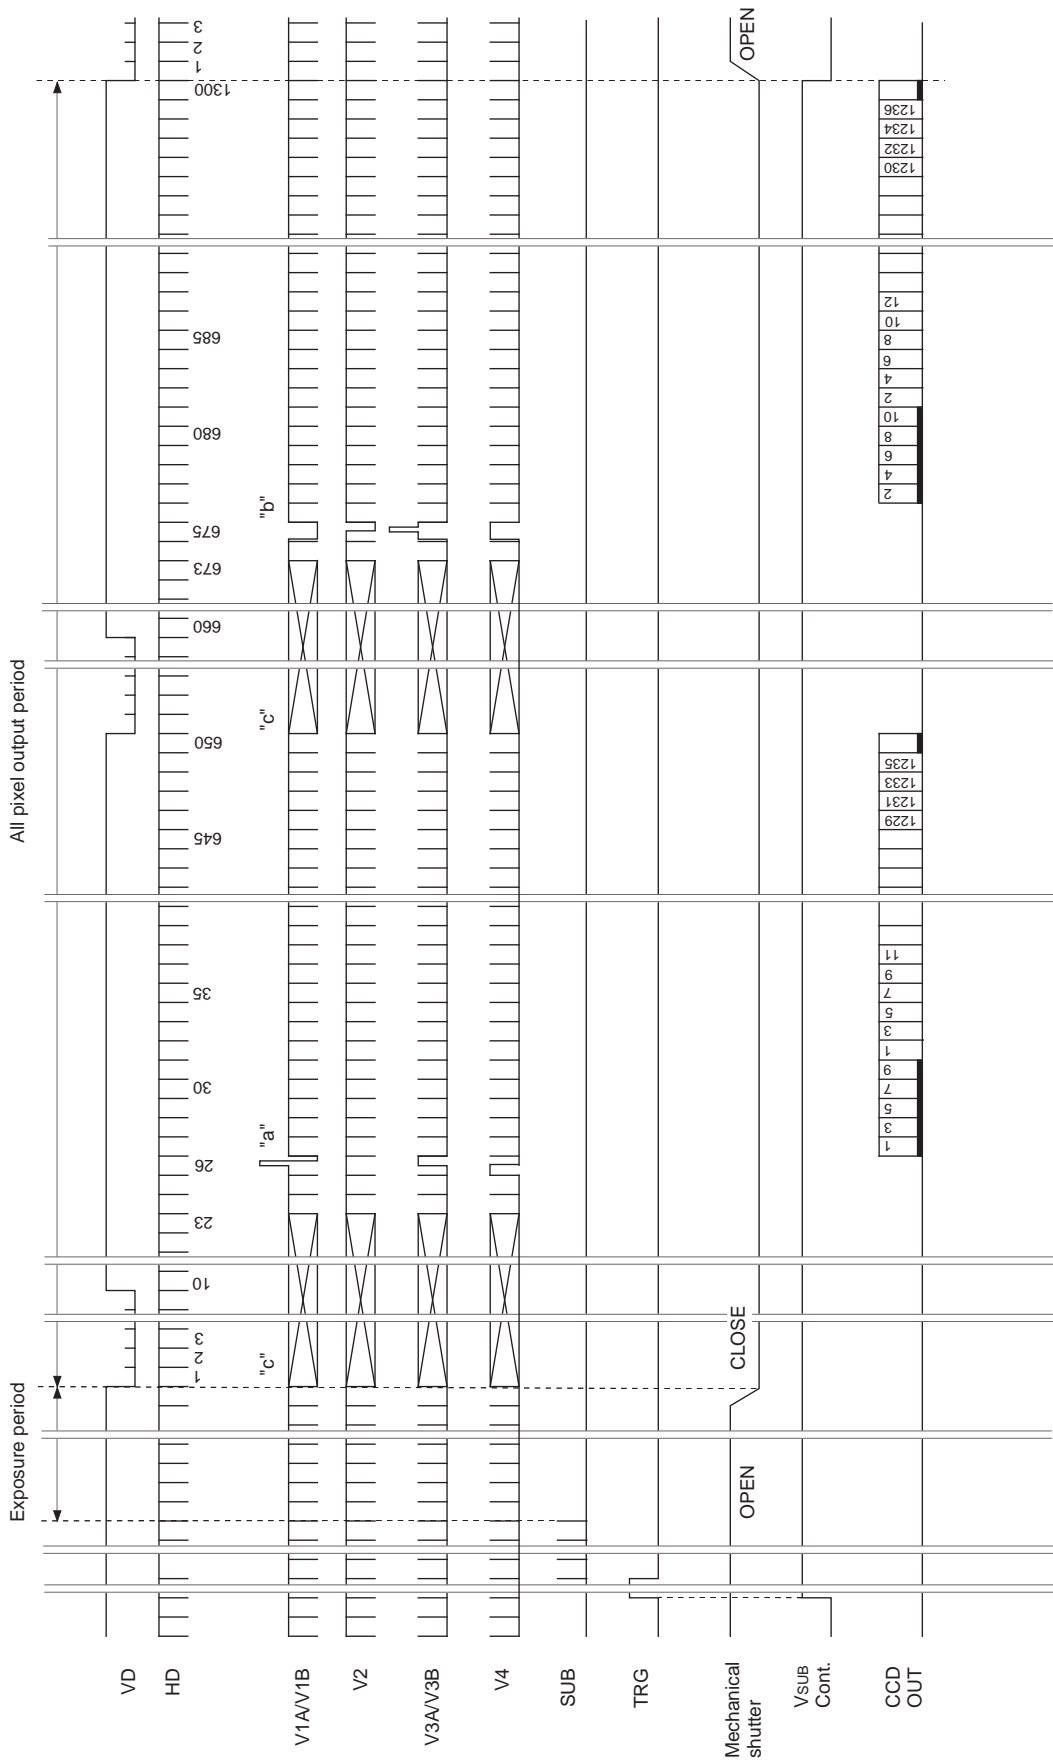 Exposure period
All pixel output period
VD
HD
1 2 3 10 23 26 30 35 645 650 660 673 675 680 685 1300 1 2 3
"c" "a" "c" "b"
V1A/V1B
V2
V3A/V3B
V4
SUB
TRG
Mechanical
shutter
OPEN CLOSE OPEN
VSUB
Cont.
CCD
OUT
1 3 5 7 9 1 3 5 7 9 11 1229 1231 1233 1235 2 4 6 8 10 2 4 6 8 10 12 1230 1232 1234 1236